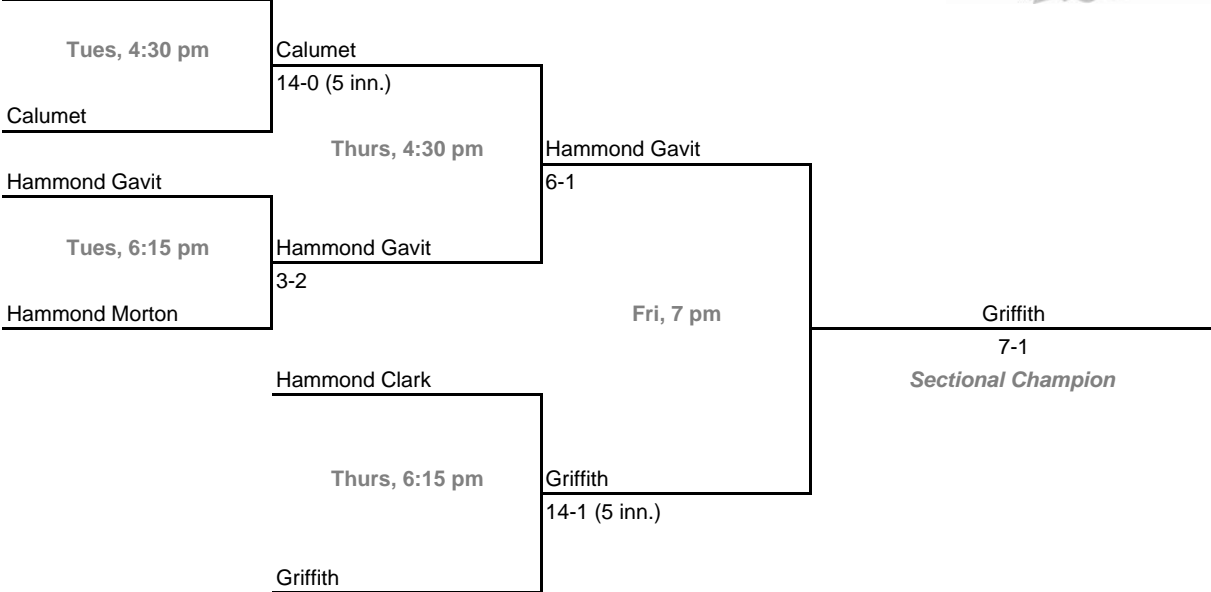 Tues, 4:30 pm
Calumet
14-0 (5 inn.)
Calumet
Thurs, 4:30 pm
Hammond Gavit
Hammond Gavit
6-1
Tues, 6:15 pm
Hammond Gavit
3-2
Hammond Morton
Fri, 7 pm
Griffith
7-1
Hammond Clark
Sectional Champion
Thurs, 6:15 pm
Griffith
14-1 (5 inn.)
Griffith